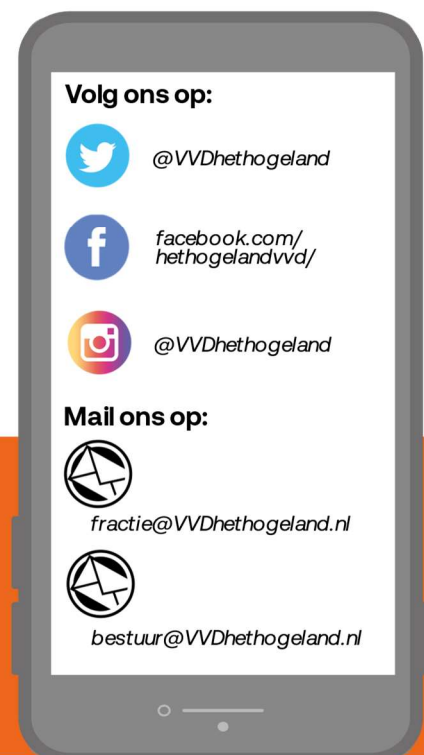 Volg ons op:
@VVDhethogeland
facebook.com/
hethogelandvvd/
@VVDhethogeland
Mail ons op:
fractie@VVDhethogeland.nl
bestuur@VVDhethogeland.nl